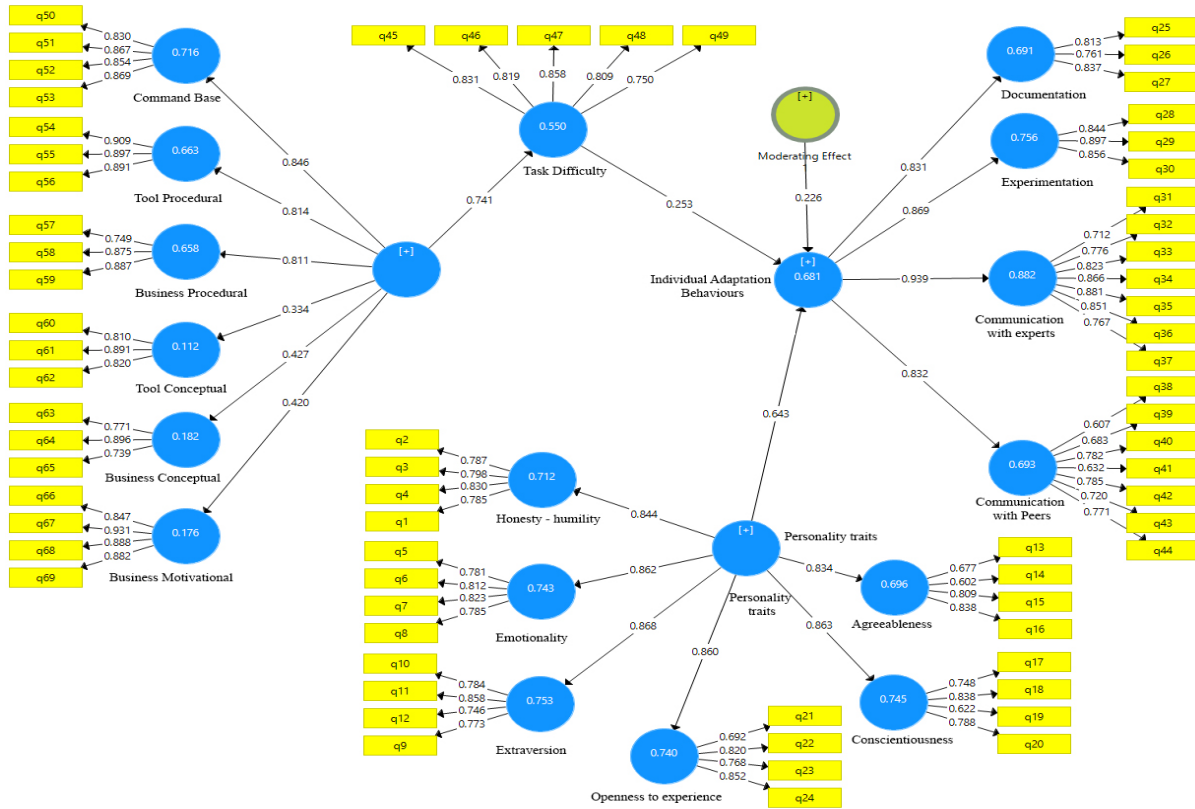 q50
q51
q52
q53
0.830
0.867
0.854
0.869
0.716
Command Base
q54
q55
q56
0.909
0.897
0.891
0.663
Tool Procedural
q57
q58
q59
0.749
0.875
0.887
0.658
Business Procedural
q60
q61
q62
0.810
0.891
0.820
0.112
Tool Conceptual
q63
q64
q65
0.771
0.896
0.739
0.182
Business Conceptual
q66
q67
q68
q69
0.847
0.931
0.888
0.882
0.176
Business Motivational
0.846
0.814
0.811
0.334
0.427
0.420
[+]
0.741
q45
q46
q47
q48
q49
0.831
0.819
0.858
0.809
0.750
0.550
Task Difficulty
0.253
[+]
Moderating Effect
0.226
[+]
0.681
Individual Adaptation
Behaviours
0.831
0.869
0.939
0.832
0.643
0.691
Documentation
0.813
0.761
0.837
q25
q26
q27
0.756
Experimentation
0.844
0.897
0.856
q28
q29
q30
0.882
Communication
with experts
0.712
0.776
0.823
0.866
0.881
0.851
0.767
q31
q32
q33
q34
q35
q36
q37
0.693
Communication
with Peers
0.607
0.683
0.782
0.632
0.785
0.720
0.771
q38
q39
q40
q41
q42
q43
q44
q2
q3
q4
q1
0.787
0.798
0.830
0.785
0.712
Honesty - humility
0.844
q5
q6
q7
q8
0.781
0.812
0.823
0.785
0.743
Emotionality
0.862
q10
q11
q12
q9
0.784
0.858
0.746
0.773
0.753
Extraversion
0.868
[+]
Personality traits
Personality
traits
0.834
0.863
0.860
0.696
Agreeableness
0.677
0.602
0.809
0.838
q13
q14
q15
q16
0.745
Conscientiousness
0.748
0.838
0.622
0.788
q17
q18
q19
q20
0.740
Openness to experience
0.692
0.820
0.768
0.852
q21
q22
q23
q24